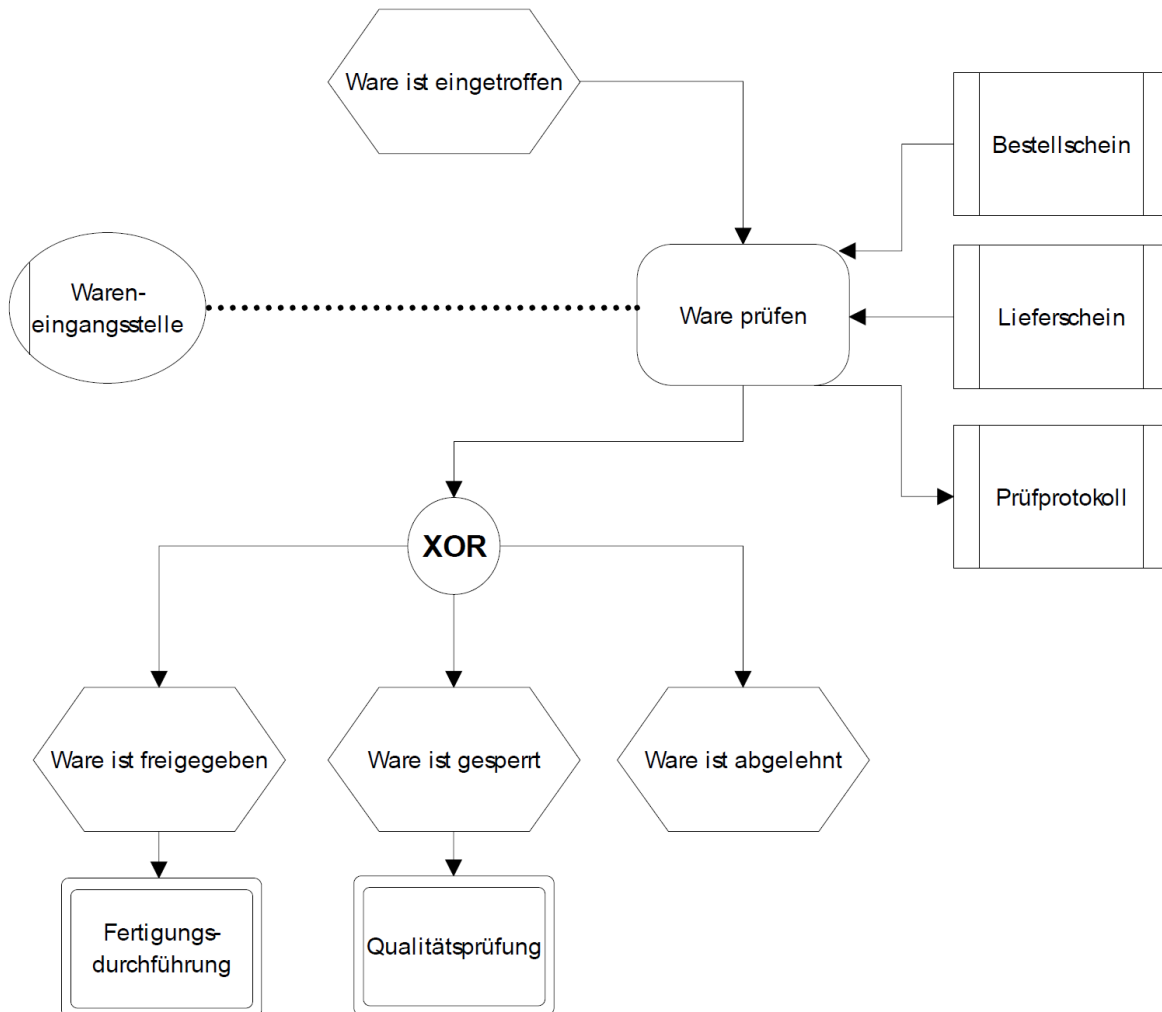 Ware ist eingetroffen
Bestellschein
Waren-
eingangsstelle
Ware prüfen
Lieferschein
Prüfprotokoll
XOR
Ware ist freigegeben
Ware ist gesperrt
Ware ist abgelehnt
Fertigungs-
durchführung
Qualitätsprüfung